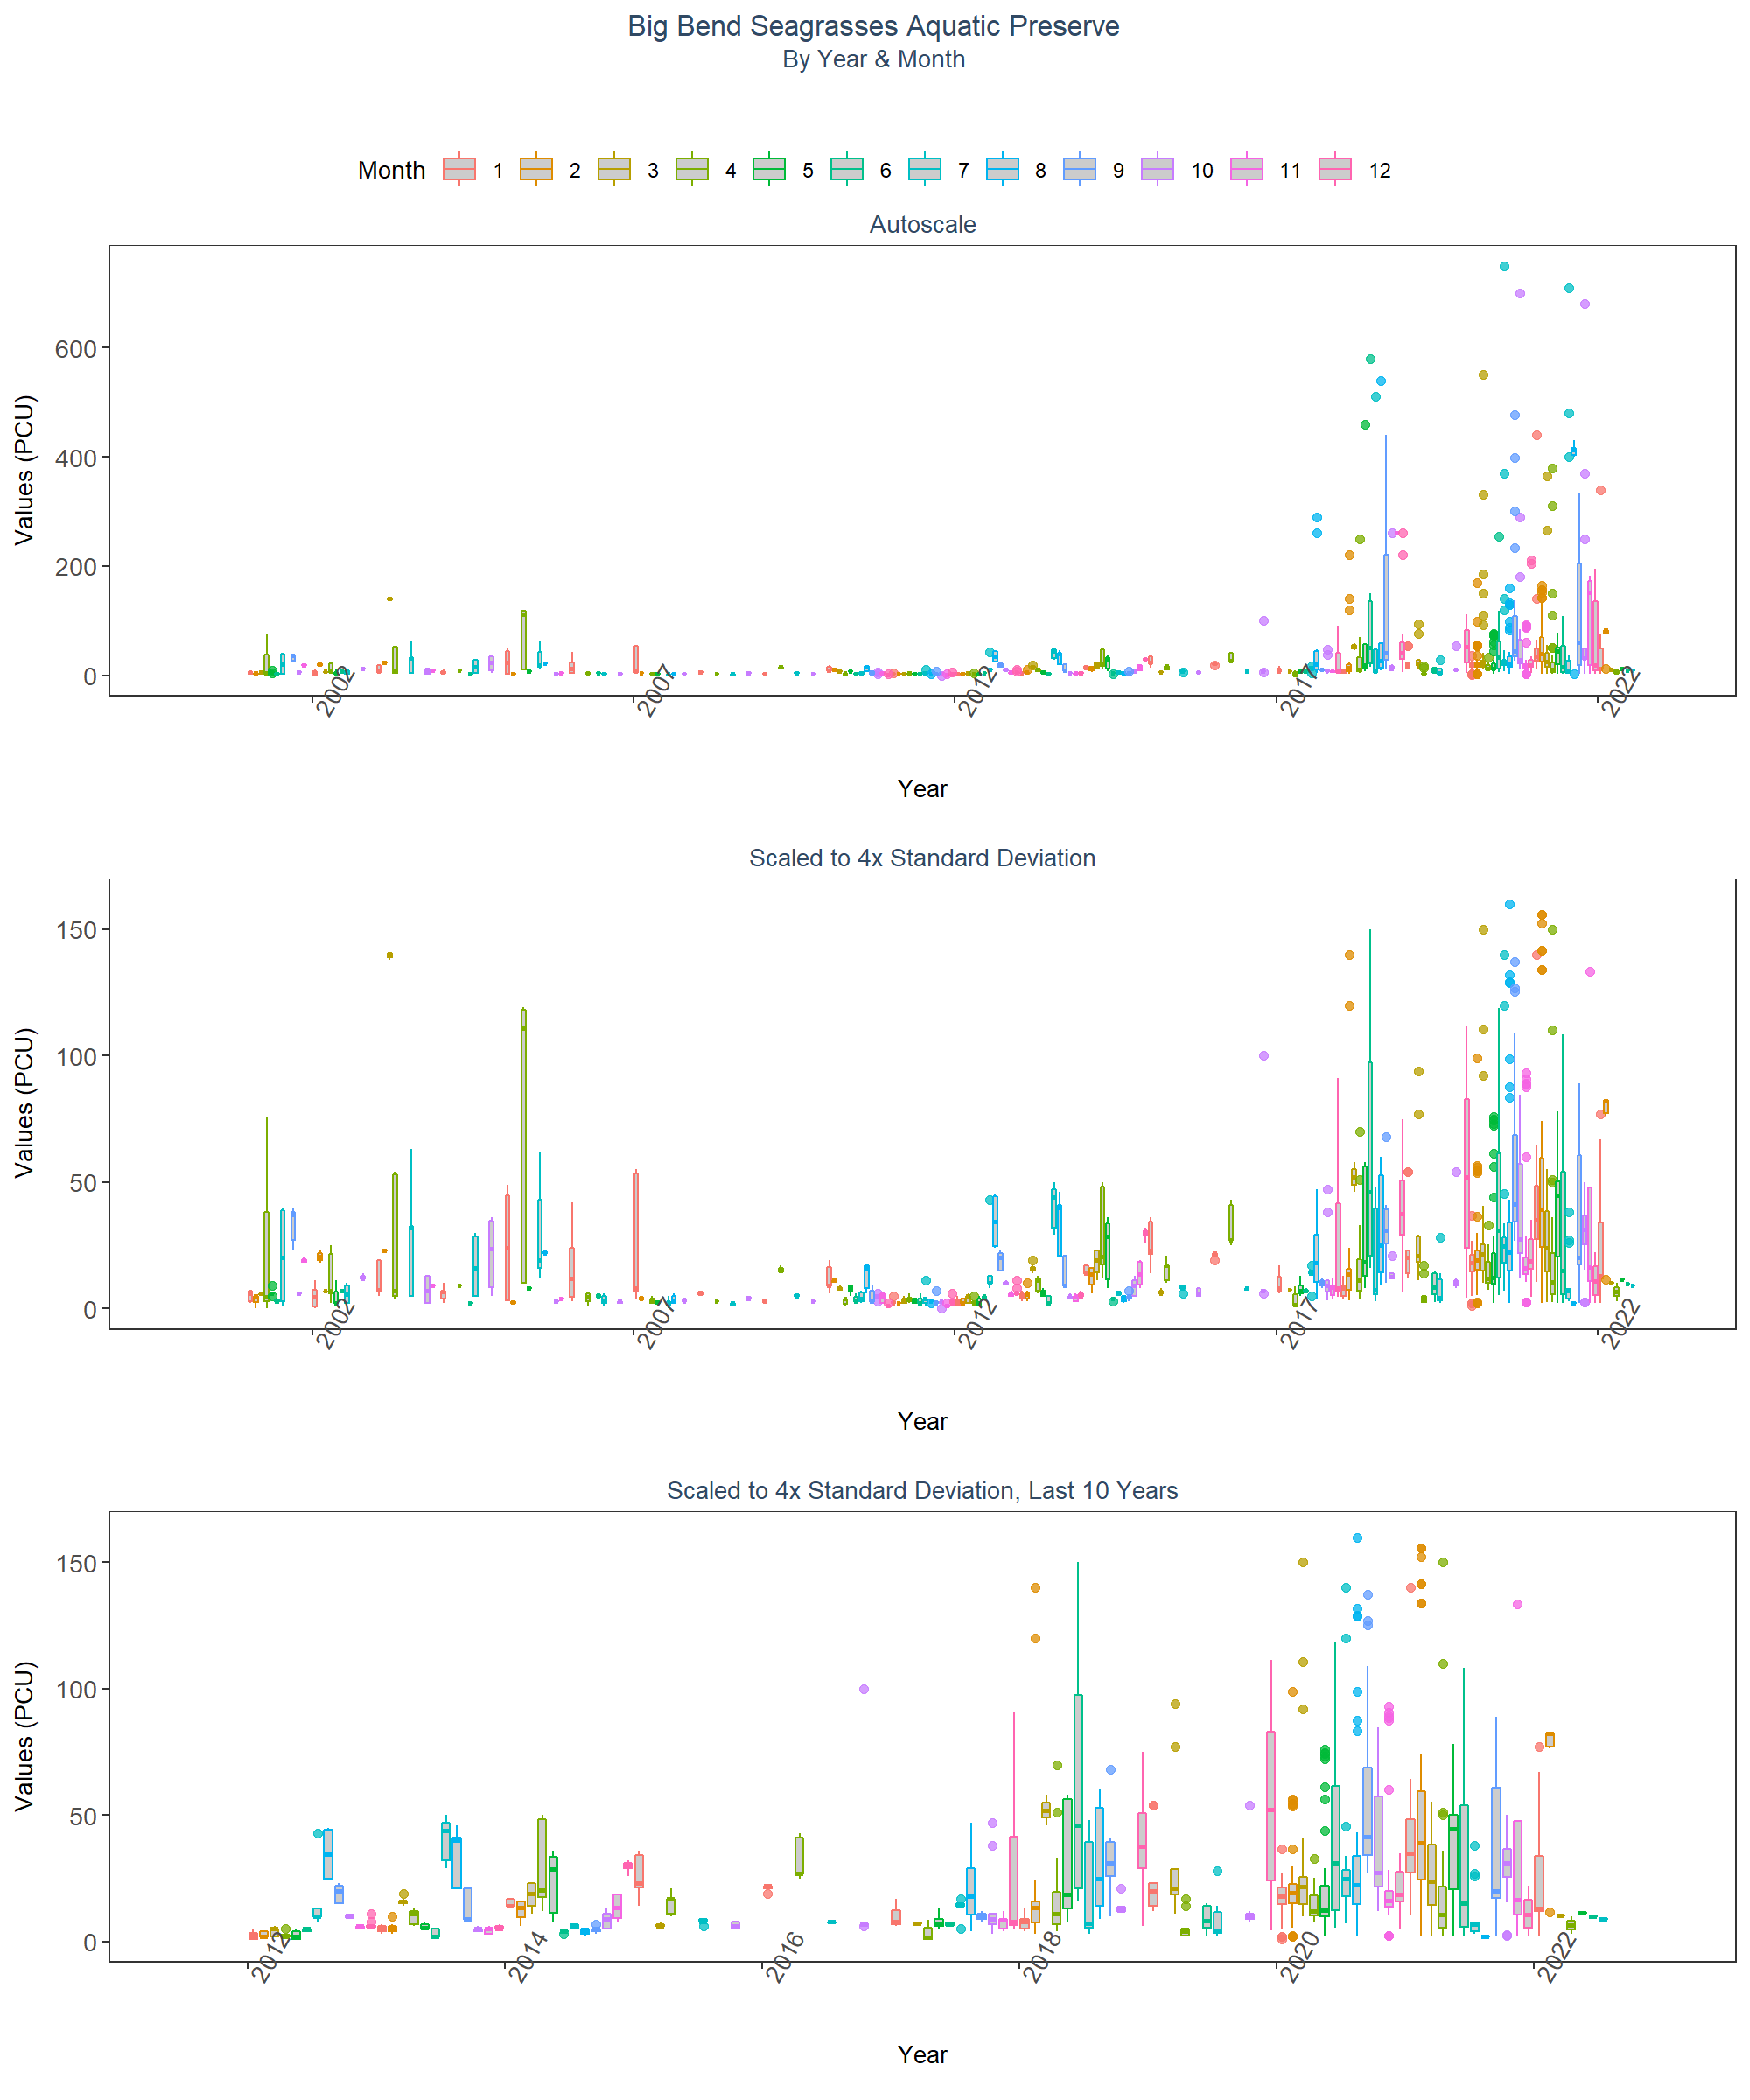 Big Bend Seagrasses Aquatic Preserve
By Year & Month
Month 1 2 3 4 5 6 7 8 9 10 11 12
Autoscale
Values (PCU)
600
400
200
0
2002 2007 2012 2017 2022
Year
Scaled to 4x Standard Deviation
Values (PCU)
150
100
50
0
2002 2007 2012 2017 2022
Year
Scaled to 4x Standard Deviation, Last 10 Years
Values (PCU)
150
100
50
0
2012 2014 2016 2018 2020 2022
Year